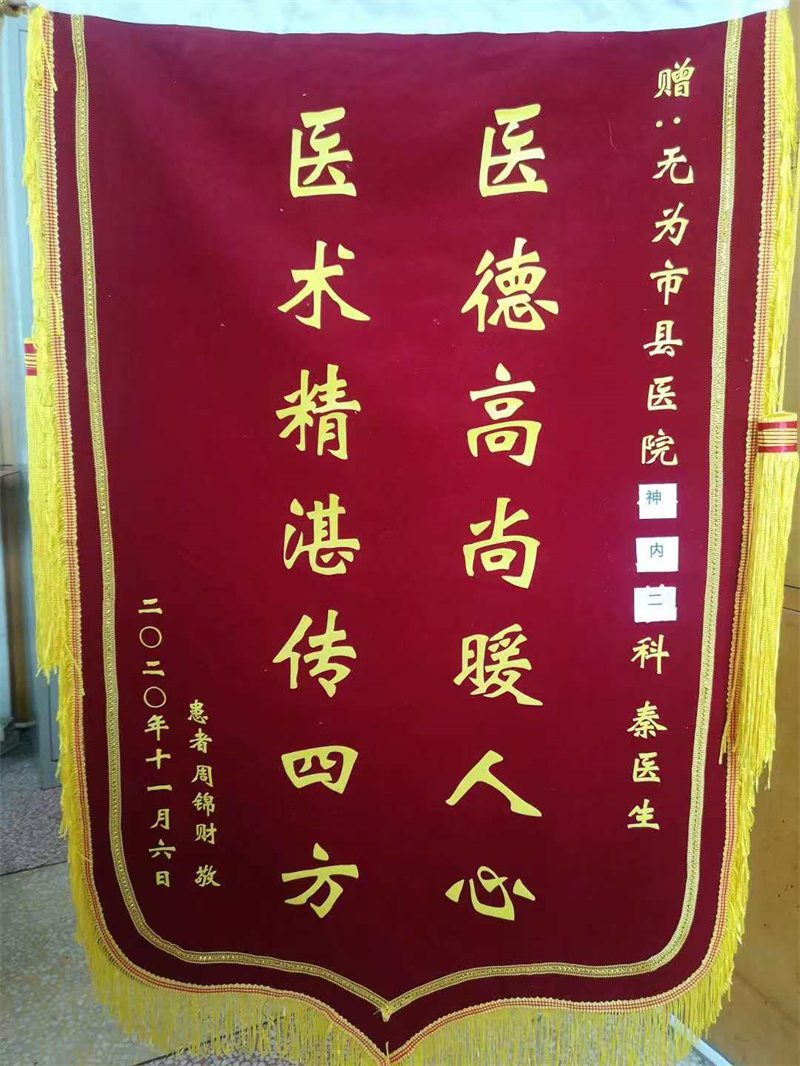 赠:无为市县医院神内二科秦医生
医德高尚暖人心
医术精湛传四方
患者周锦财 敬
二〇二〇年十一月六日